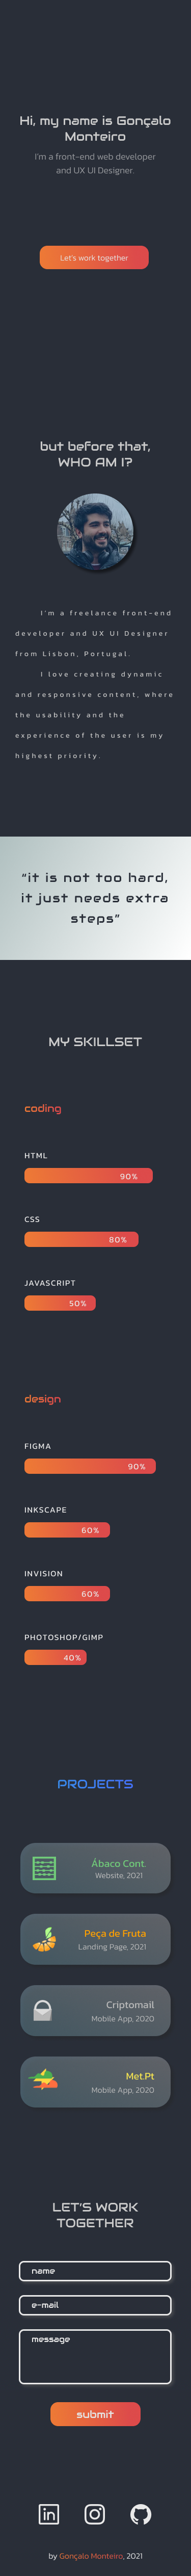 Hi, my name is Gonçalo
Monteiro
I'm a front-end web developer
and UX UI Designer.
Let's work together
but before that,
WHO AM I?
I'm a freelance front-end
developer and UX UI Designer
from Lisbon, Portugal.
I love creating dynamic
and responsive content, where
the usability and the
experience of the user is my
highest priority.
"it is not too hard,
it just needs extra
steps"
MY SKILLSET
coding
HTML
90%
CSS
80%
JAVASCRIPT
50%
design
FIGMA
90%
INKSCAPE
60%
INVISION
60%
PHOTOSHOP/GIMP
40%
PROJECTS
Ábaco Cont.
Website, 2021
Peça de Fruta
Landing Page, 2021
Criptomail
Mobile App, 2020
Met.Pt
Mobile App, 2020
LET'S WORK
TOGETHER
name
e-mail
message
submit
in
by Gonçalo Monteiro, 2021